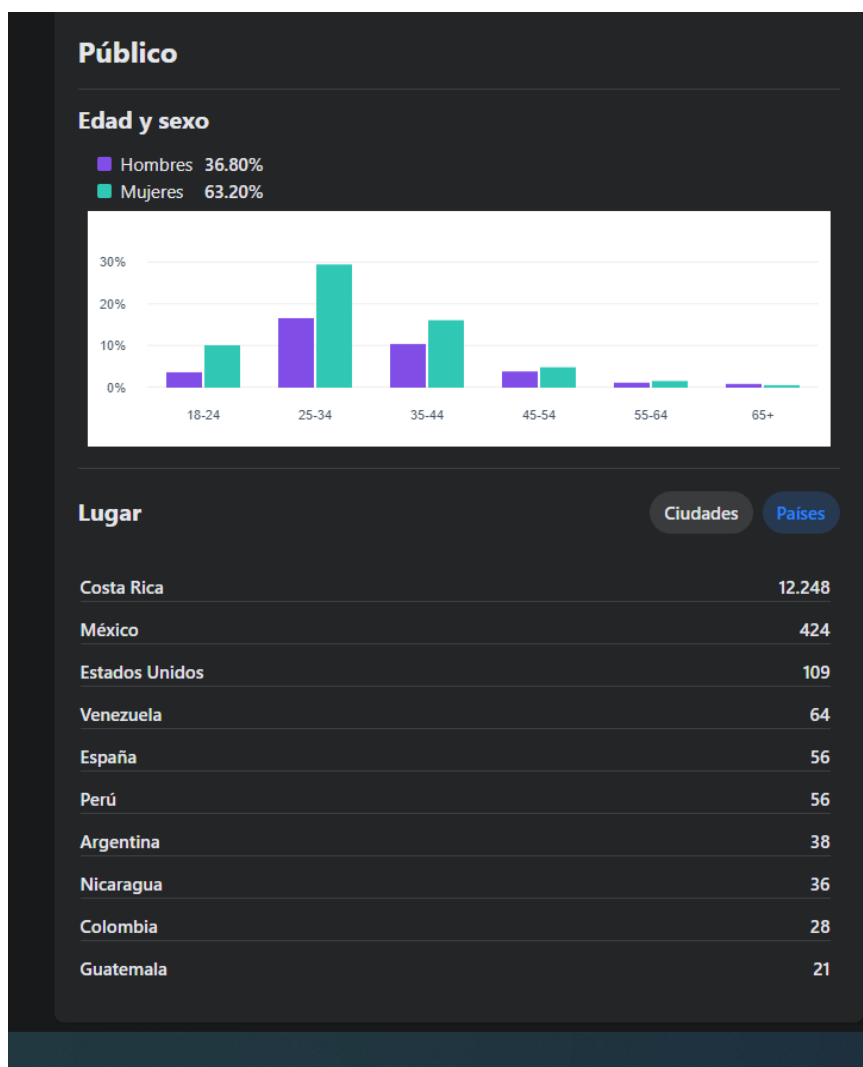 Público
Edad y sexo
Hombres 36.80%
Mujeres 63.20%
30%
20%
10%
0%
18-24 25-34 35-44 45-54 55-64 65+
Lugar Ciudades Países
Costa Rica 12.248
México 424
Estados Unidos 109
Venezuela 64
España 56
Perú 56
Argentina 38
Nicaragua 36
Colombia 28
Guatemala 21